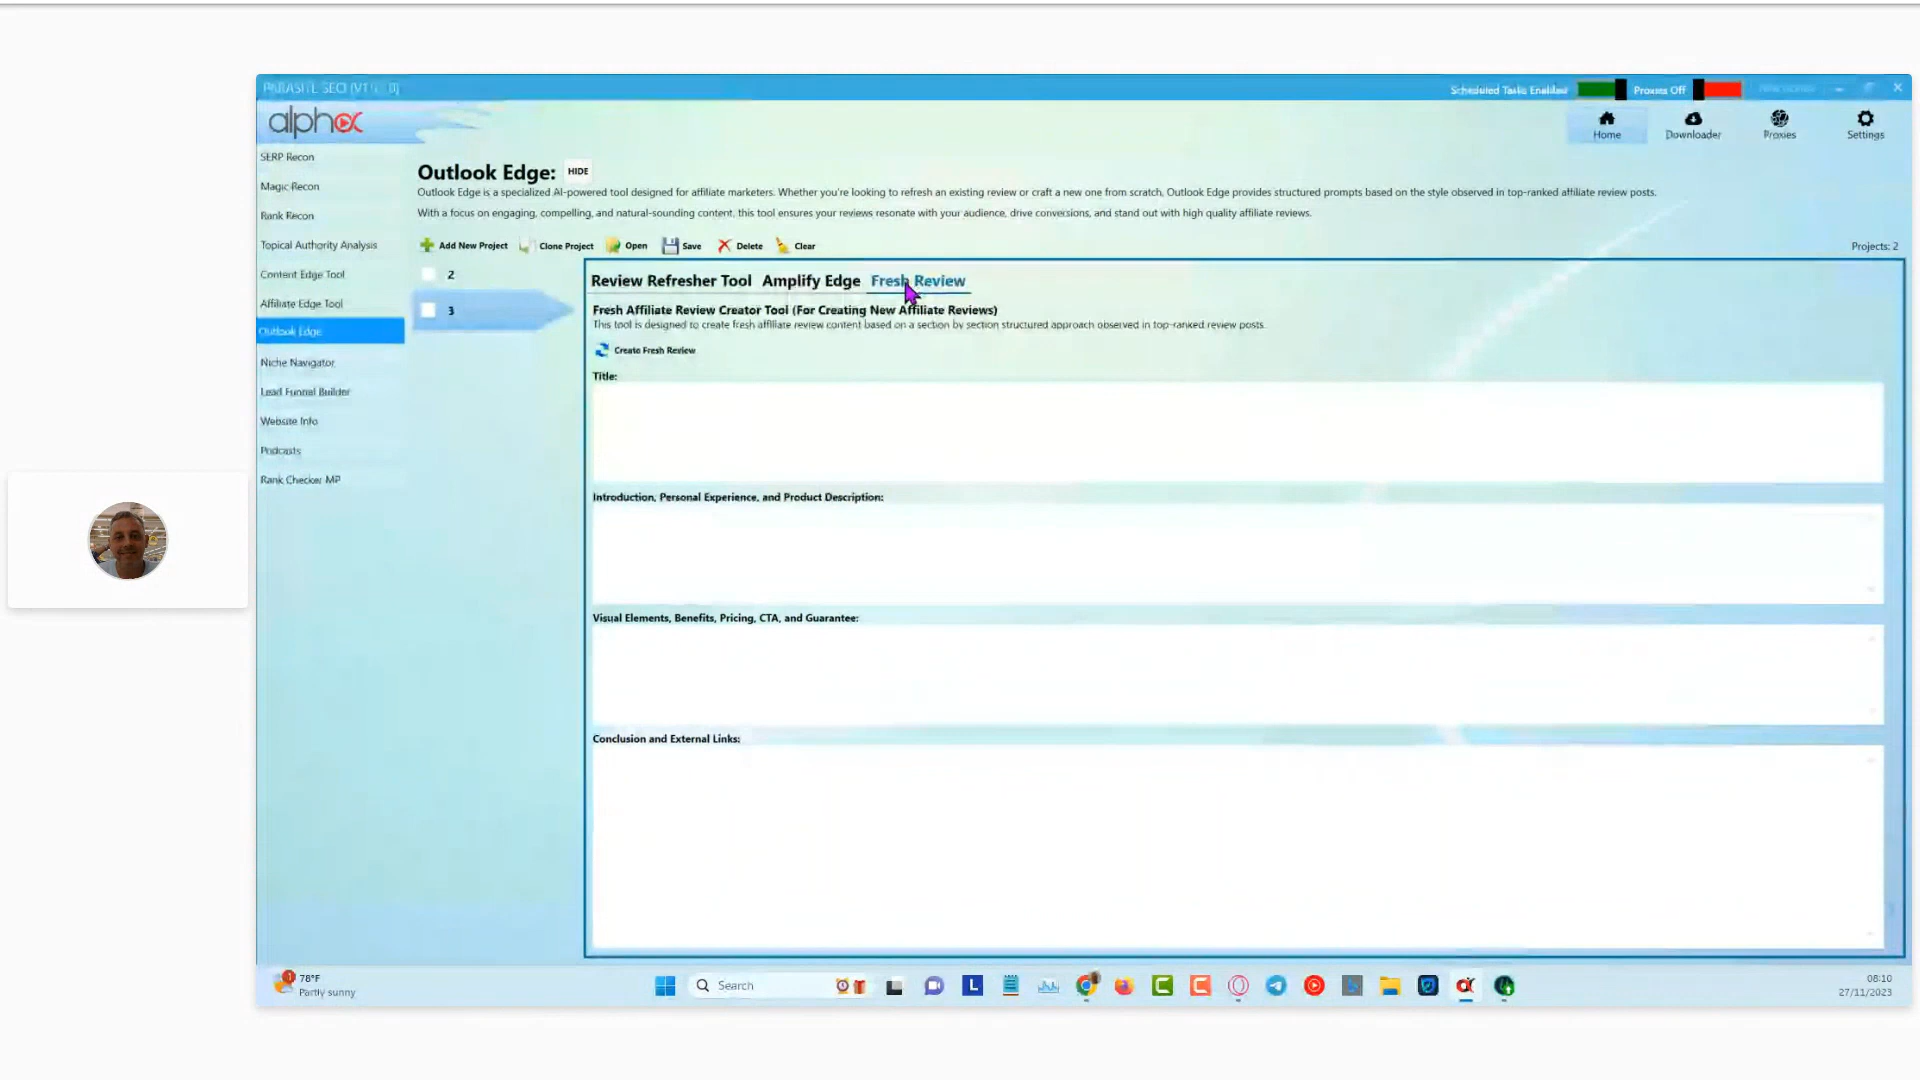 PARASITE SEO
Scheduled Tasks Enabled
Proxies Off
alpha
Home
Downloader
Proxies
Settings
SERP Recon
Magic Recon
Rank Recon
Topical Authority Analysis
Content Edge Tool
Affiliate Edge Tool
Outlook Edge
Niche Navigator
Lead Funnel Builder
Website Info
Podcasts
Rank Checker MP
Outlook Edge: HIDE
Outlook Edge is a specialized AI-powered tool designed for affiliate marketers. Whether you're looking to refresh an existing review or craft a new one from scratch, Outlook Edge provides structured prompts based on the style observed in top-ranked affiliate review posts.
With a focus on engaging, compelling, and natural-sounding content, this tool ensures your reviews resonate with your audience, drive conversions, and stand out with high quality affiliate reviews.
Add New Project Clone Project Open Save Delete Clear
Projects: 2
2
3
Review Refresher Tool Amplify Edge Fresh Review
Fresh Affiliate Review Creator Tool (For Creating New Affiliate Reviews)
This tool is designed to create fresh affiliate review content based on a section by section structured approach observed in top-ranked review posts.
Create Fresh Review
Title:
Introduction, Personal Experience, and Product Description:
Visual Elements, Benefits, Pricing, CTA, and Guarantee:
Conclusion and External Links:
1
78°F
Partly sunny
Search
L
08:10
27/11/2023